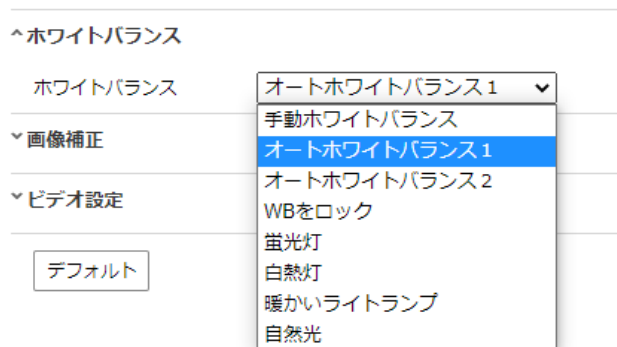 ホワイトバランス
ホワイトバランス
オートホワイトバランス1
手動ホワイトバランス
画像補正
オートホワイトバランス1
オートホワイトバランス2
ビデオ設定
WBをロック
蛍光灯
デフォルト
白熱灯
暖かいライトランプ
自然光